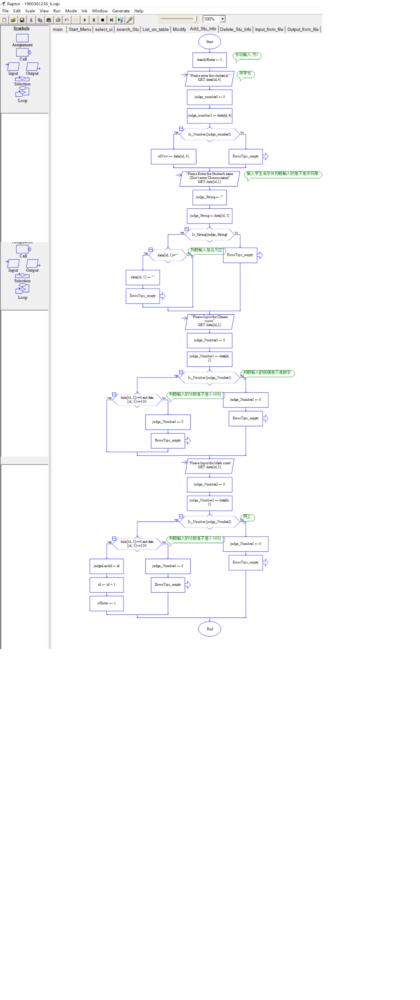 Raptor - 1900301236_6.rap
File Edit Scale View Run Mode Ink Window Generate Help
100%
Symbols
Assignment
Call
Input Output
Selection
Loop
main Start_Menu select_ui search_Stu List_on_table Modify Add_Stu_Info Delete_Stu_Info Input_from_file Output_from_file
Start
handyEnter ← 1
手动输入 为1
"Please enter the student id "
GET data[id,4]
存学号
judge_number3 ← 0
judge_number3 ← data[id, 4]
Yes
Is_Number(judge_number3)
No
idNow ← data[id, 4]
ErrorTips_empty
"Please Enter the Student's name
(Don't enter Chinese name)"
GET data[id,1]
输入学生名字并判断输入的是不是字符串
judge_String ← ""
judge_String ← data[id, 1]
Yes
Is_String(judge_String)
No
Call
Input Output
Selection
Loop
Yes
data[id, 1]=""
No
判断输入是否为空
ErrorTips_empty
data[id, 1] ← ""
ErrorTips_empty
"Please Input the Chinese
score"
GET data[id,2]
judge_Number1 ← 0
judge_Number1 ← data[id,
2]
Yes
Is_Number(judge_Number1)
No
判断输入的成绩是不是数字
Yes
data[id, 2]>=0 and data
[id, 2]<=100
No
判断输入的分数是不是 0-100分
judge_Number1 ← 0
ErrorTips_empty
judge_Number1 ← 0
ErrorTips_empty
"Please Input the Math score"
GET data[id,3]
judge_Number2 ← 0
judge_Number2 ← data[id,
3]
Yes
Is_Number(judge_Number2)
No
同上
Yes
data[id, 2]>=0 and data
[id, 2]<=100
No
判断输入的分数是不是 0-100分
judge_Number1 ← 0
ErrorTips_empty
judgeLastId ← id
judge_Number1 ← 0
id ← id + 1
ErrorTips_empty
isEnter ← 1
End